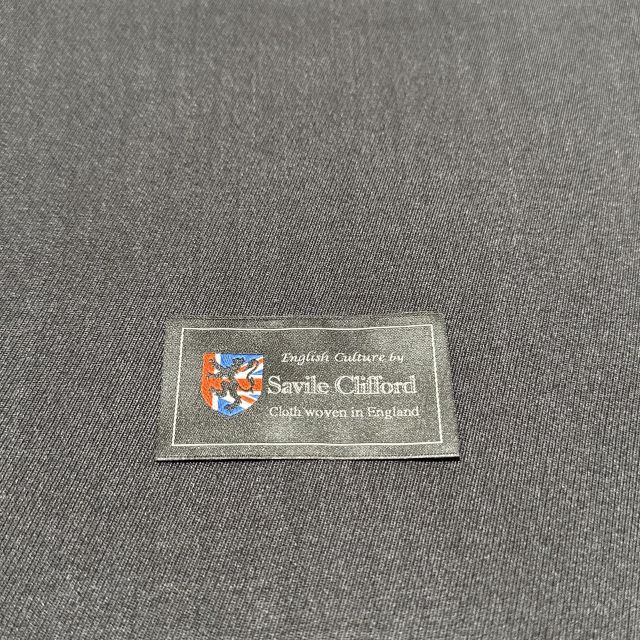 English Culture by
Savile Clifford
Cloth woven in England